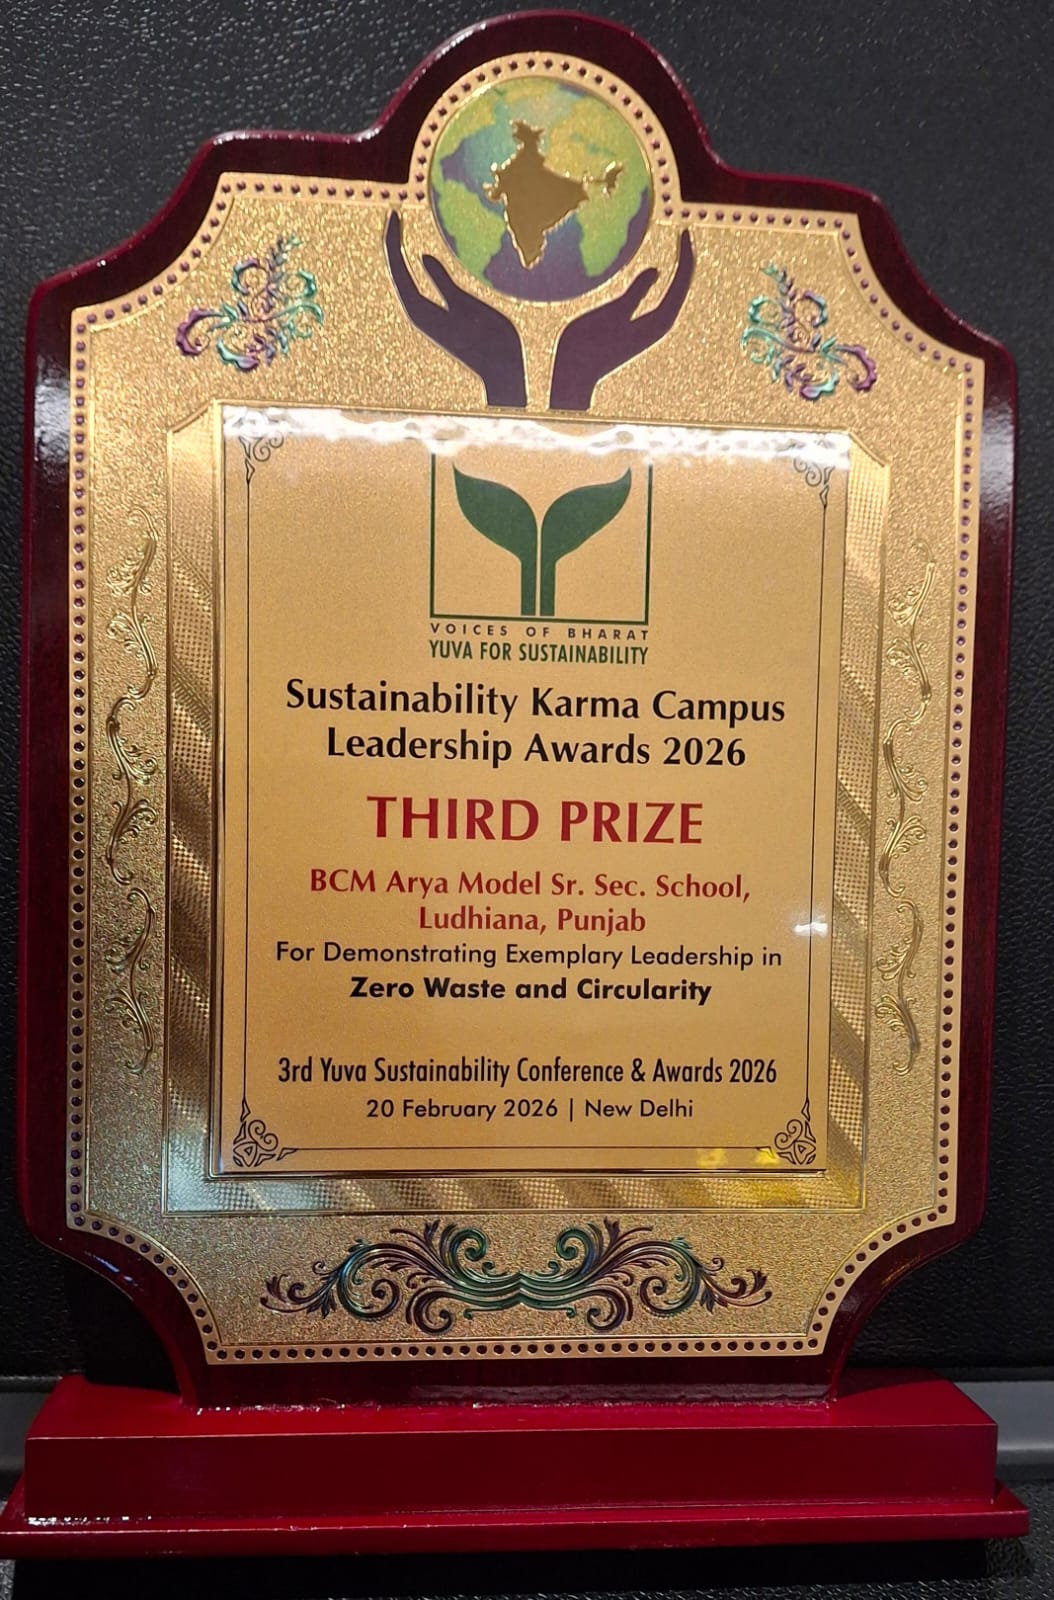 VOICES OF BHARAT
YUVA FOR SUSTAINABILITY
Sustainability Karma Campus
Leadership Awards 2026
THIRD PRIZE
BCM Arya Model Sr. Sec. School,
Ludhiana, Punjab
For Demonstrating Exemplary Leadership in
Zero Waste and Circularity
3rd Yuva Sustainability Conference & Awards 2026
20 February 2026 | New Delhi